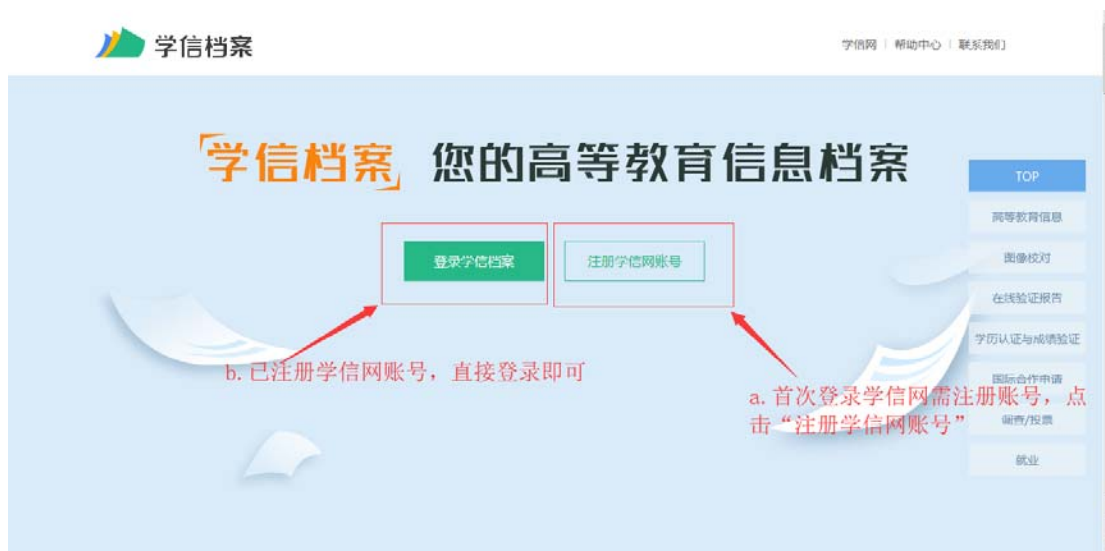 学信档案
学信网 | 帮助中心 | 联系我们
「学信档案」 您的高等教育信息档案
TOP
高等教育信息
登录学信档案
注册学信网账号
图像校对
在线验证报告
学历认证与成绩验证
b. 已注册学信网账号，直接登录即可
国际合作申请
a. 首次登录学信网需注册账号，点
击“注册学信网账号”
调查/投票
就业